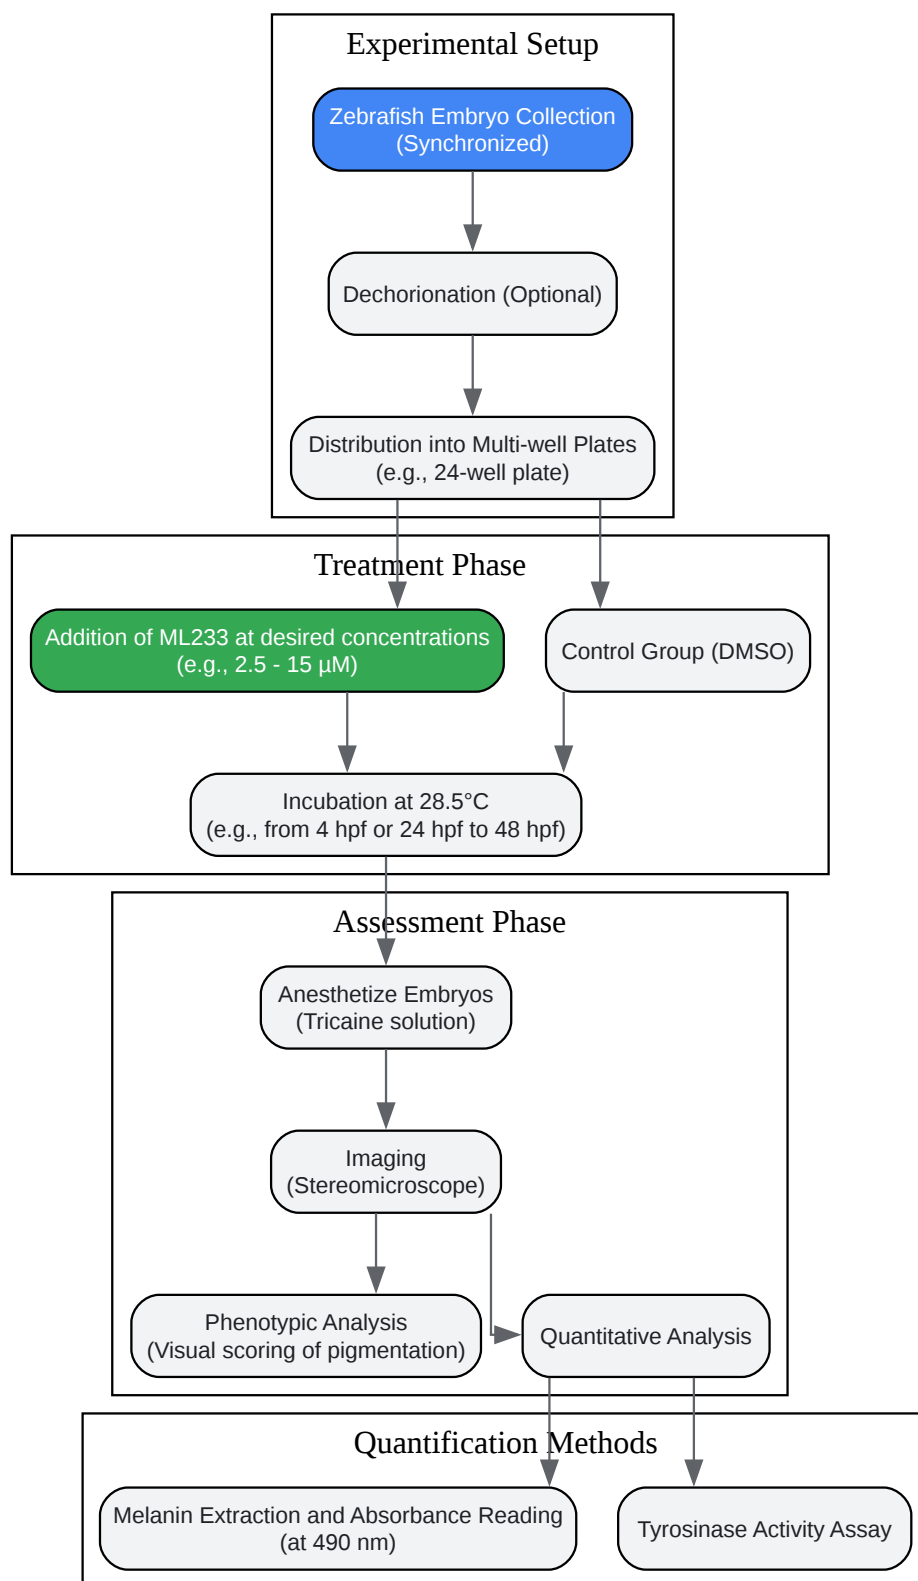 Experimental Setup
Zebrafish Embryo Collection
(Synchronized)
Dechorionation (Optional)
Distribution into Multi-well Plates
(e.g., 24-well plate)
Treatment Phase
Addition of ML233 at desired concentrations
(e.g., 2.5 - 15 µM)
Control Group (DMSO)
Incubation at 28.5°C
(e.g., from 4 hpf or 24 hpf to 48 hpf)
Assessment Phase
Anesthetize Embryos
(Tricaine solution)
Imaging
(Stereomicroscope)
Phenotypic Analysis
(Visual scoring of pigmentation)
Quantitative Analysis
Quantification Methods
Melanin Extraction and Absorbance Reading
(at 490 nm)
Tyrosinase Activity Assay